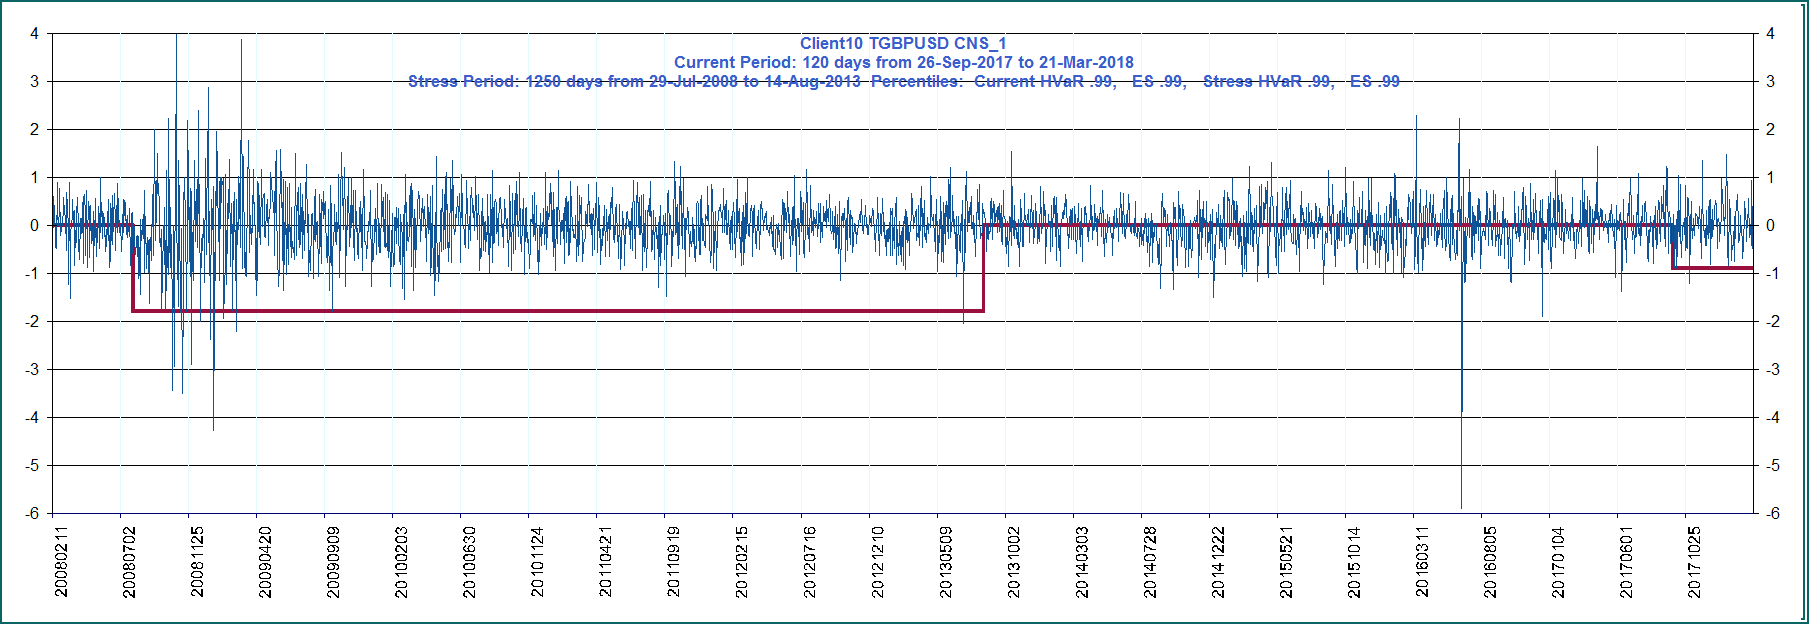 Client10 TGBPUSD CNS_1
Current Period: 120 days from 26-Sep-2017 to 21-Mar-2018
Stress Period: 1250 days from 29-Jul-2008 to 14-Aug-2013 Percentiles: Current HVaR .99, ES .99, Stress HVaR .99, ES .99
4 4
3 3
2 2
1 1
0 0
-1 -1
-2 -2
-3 -3
-4 -4
-5 -5
-6 -6
20080211 20080702 20081125 20090420 20090909 20100203 20100630 20101124 20110421 20110919 20120215 20120716 20121210 20130509 20131002 20140303 20140728 20141222 20150521 20151014 20160311 20160805 20170104 20170601 20171025